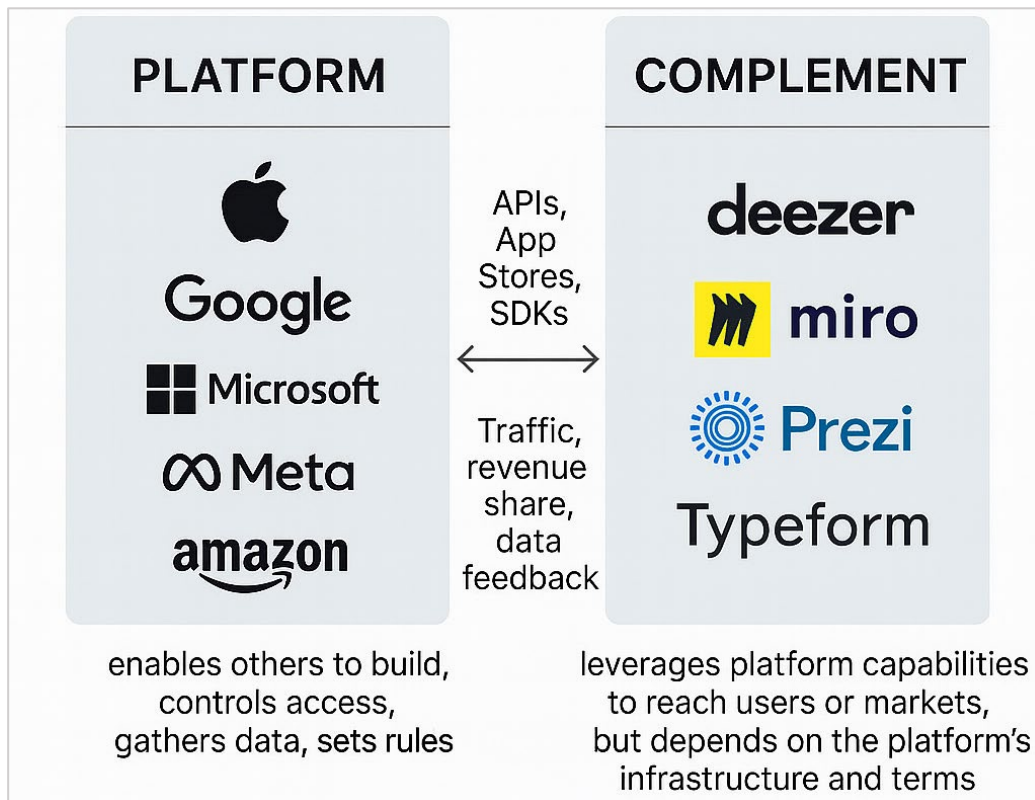 PLATFORM
Google
Microsoft
Meta
amazon
enables others to build,
controls access,
gathers data, sets rules
APIs,
App
Stores,
SDKs
Traffic,
revenue
share,
data
feedback
COMPLEMENT
deezer
miro
Prezi
Typeform
leverages platform capabilities
to reach users or markets,
but depends on the platform's
infrastructure and terms